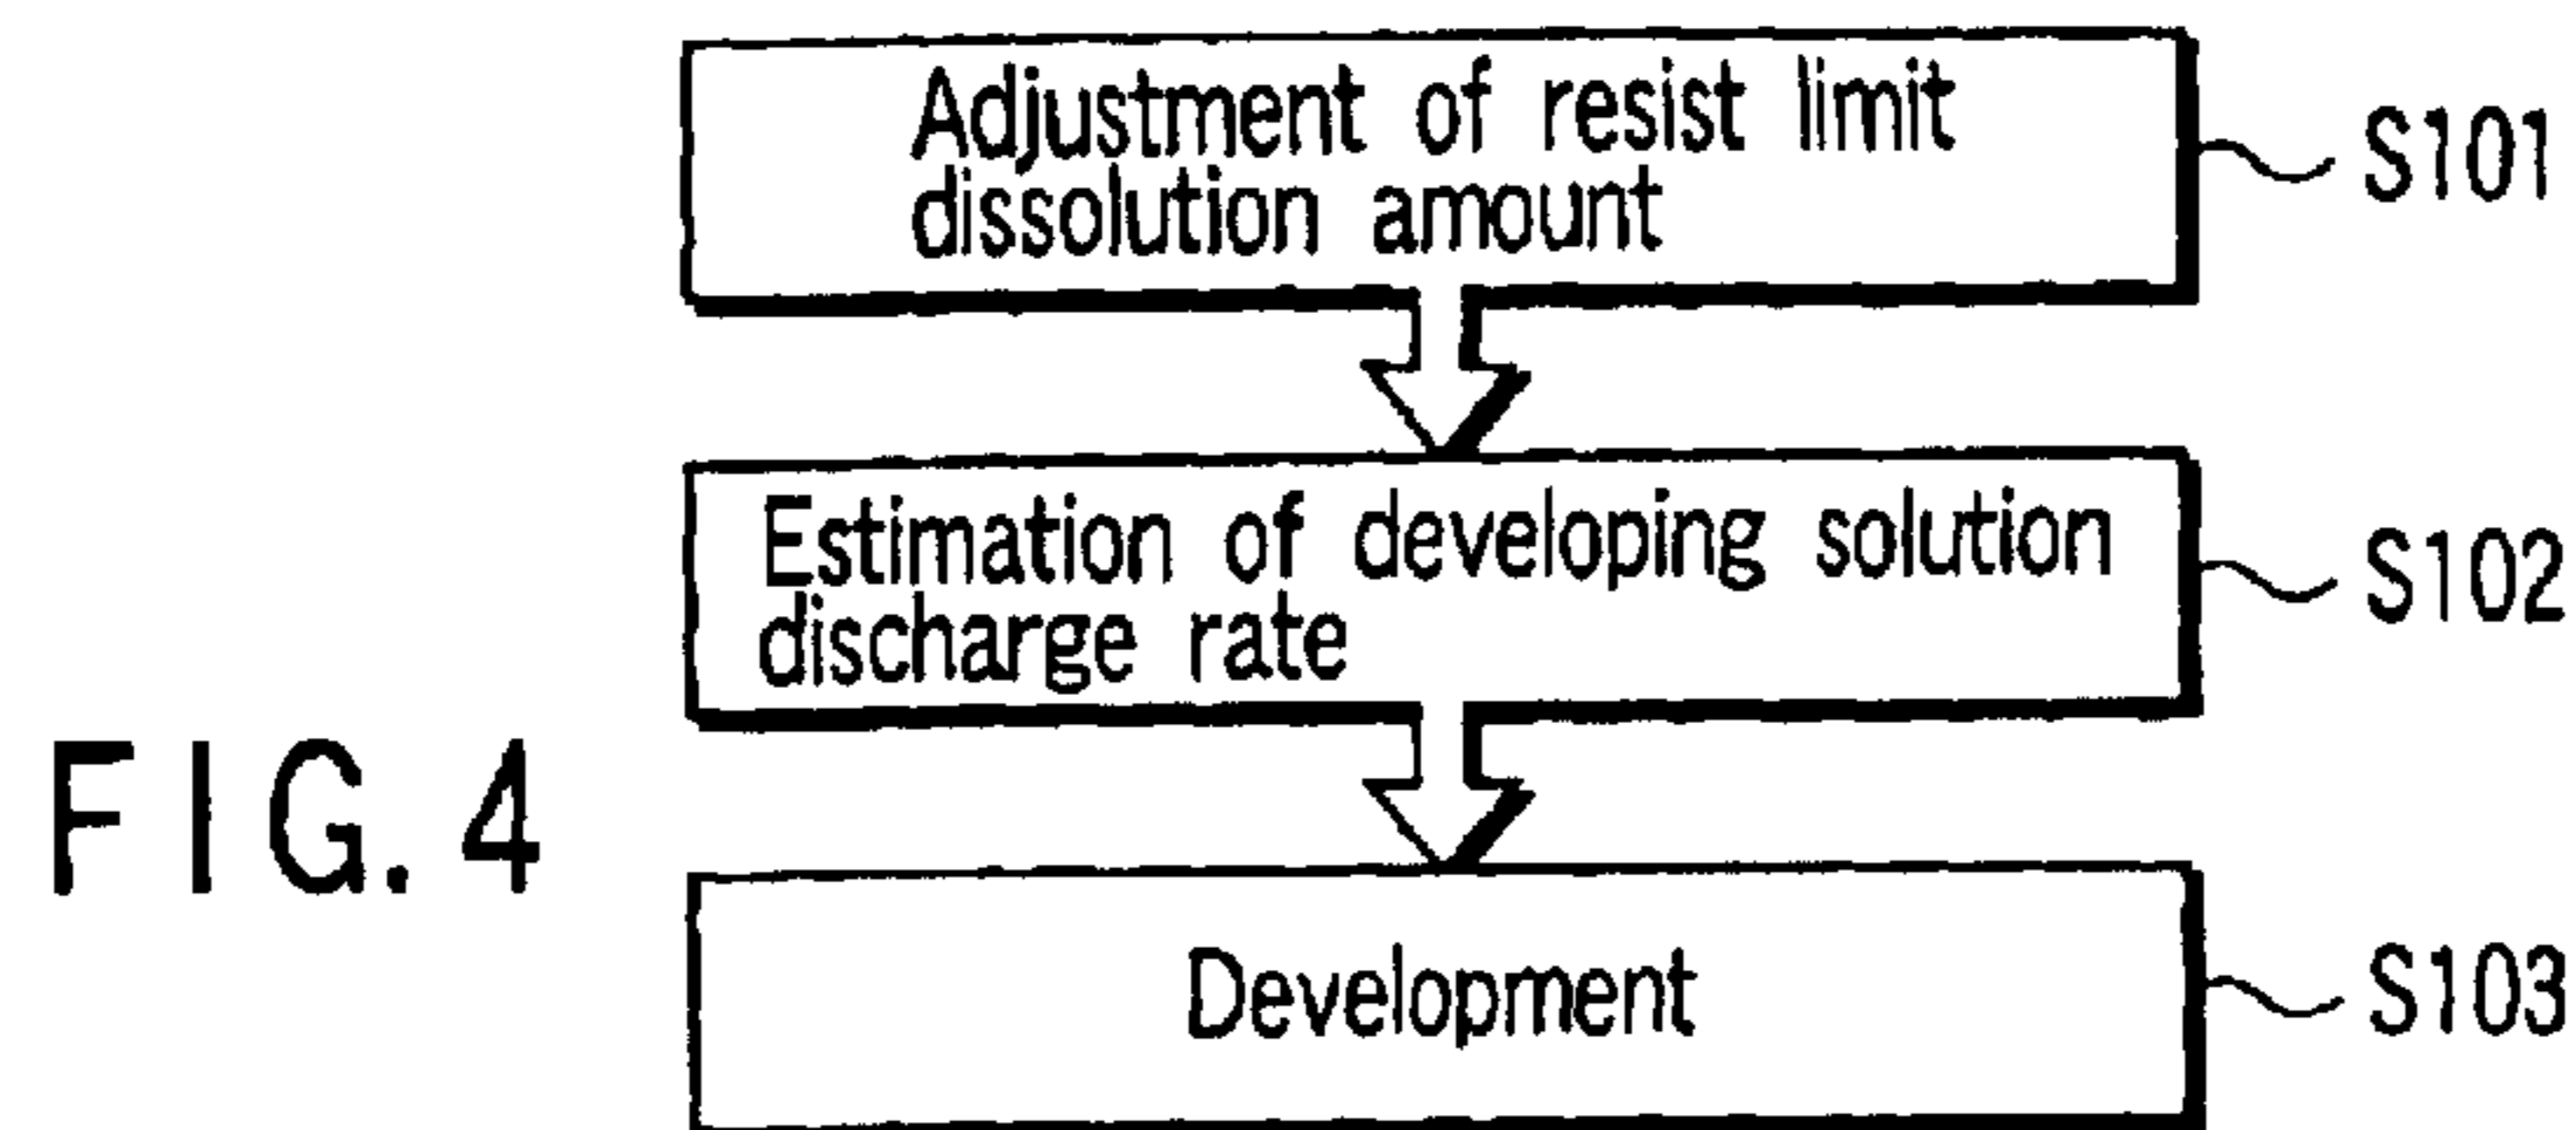 Adjustment of resist limit
dissolution amount
S101
Estimation of developing solution
discharge rate
S102
FIG. 4
Development
S103